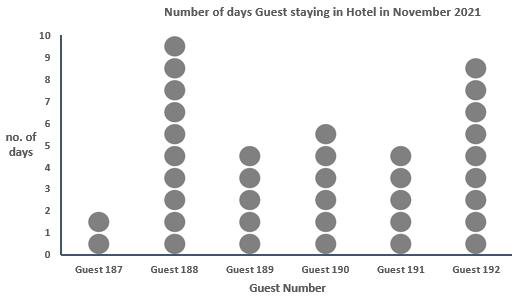 Number of days Guest staying in Hotel in November 2021
10
9
8
7
6
no. of
days
5
4
3
2
1
0
Guest 187 Guest 188 Guest 189 Guest 190 Guest 191 Guest 192
Guest Number